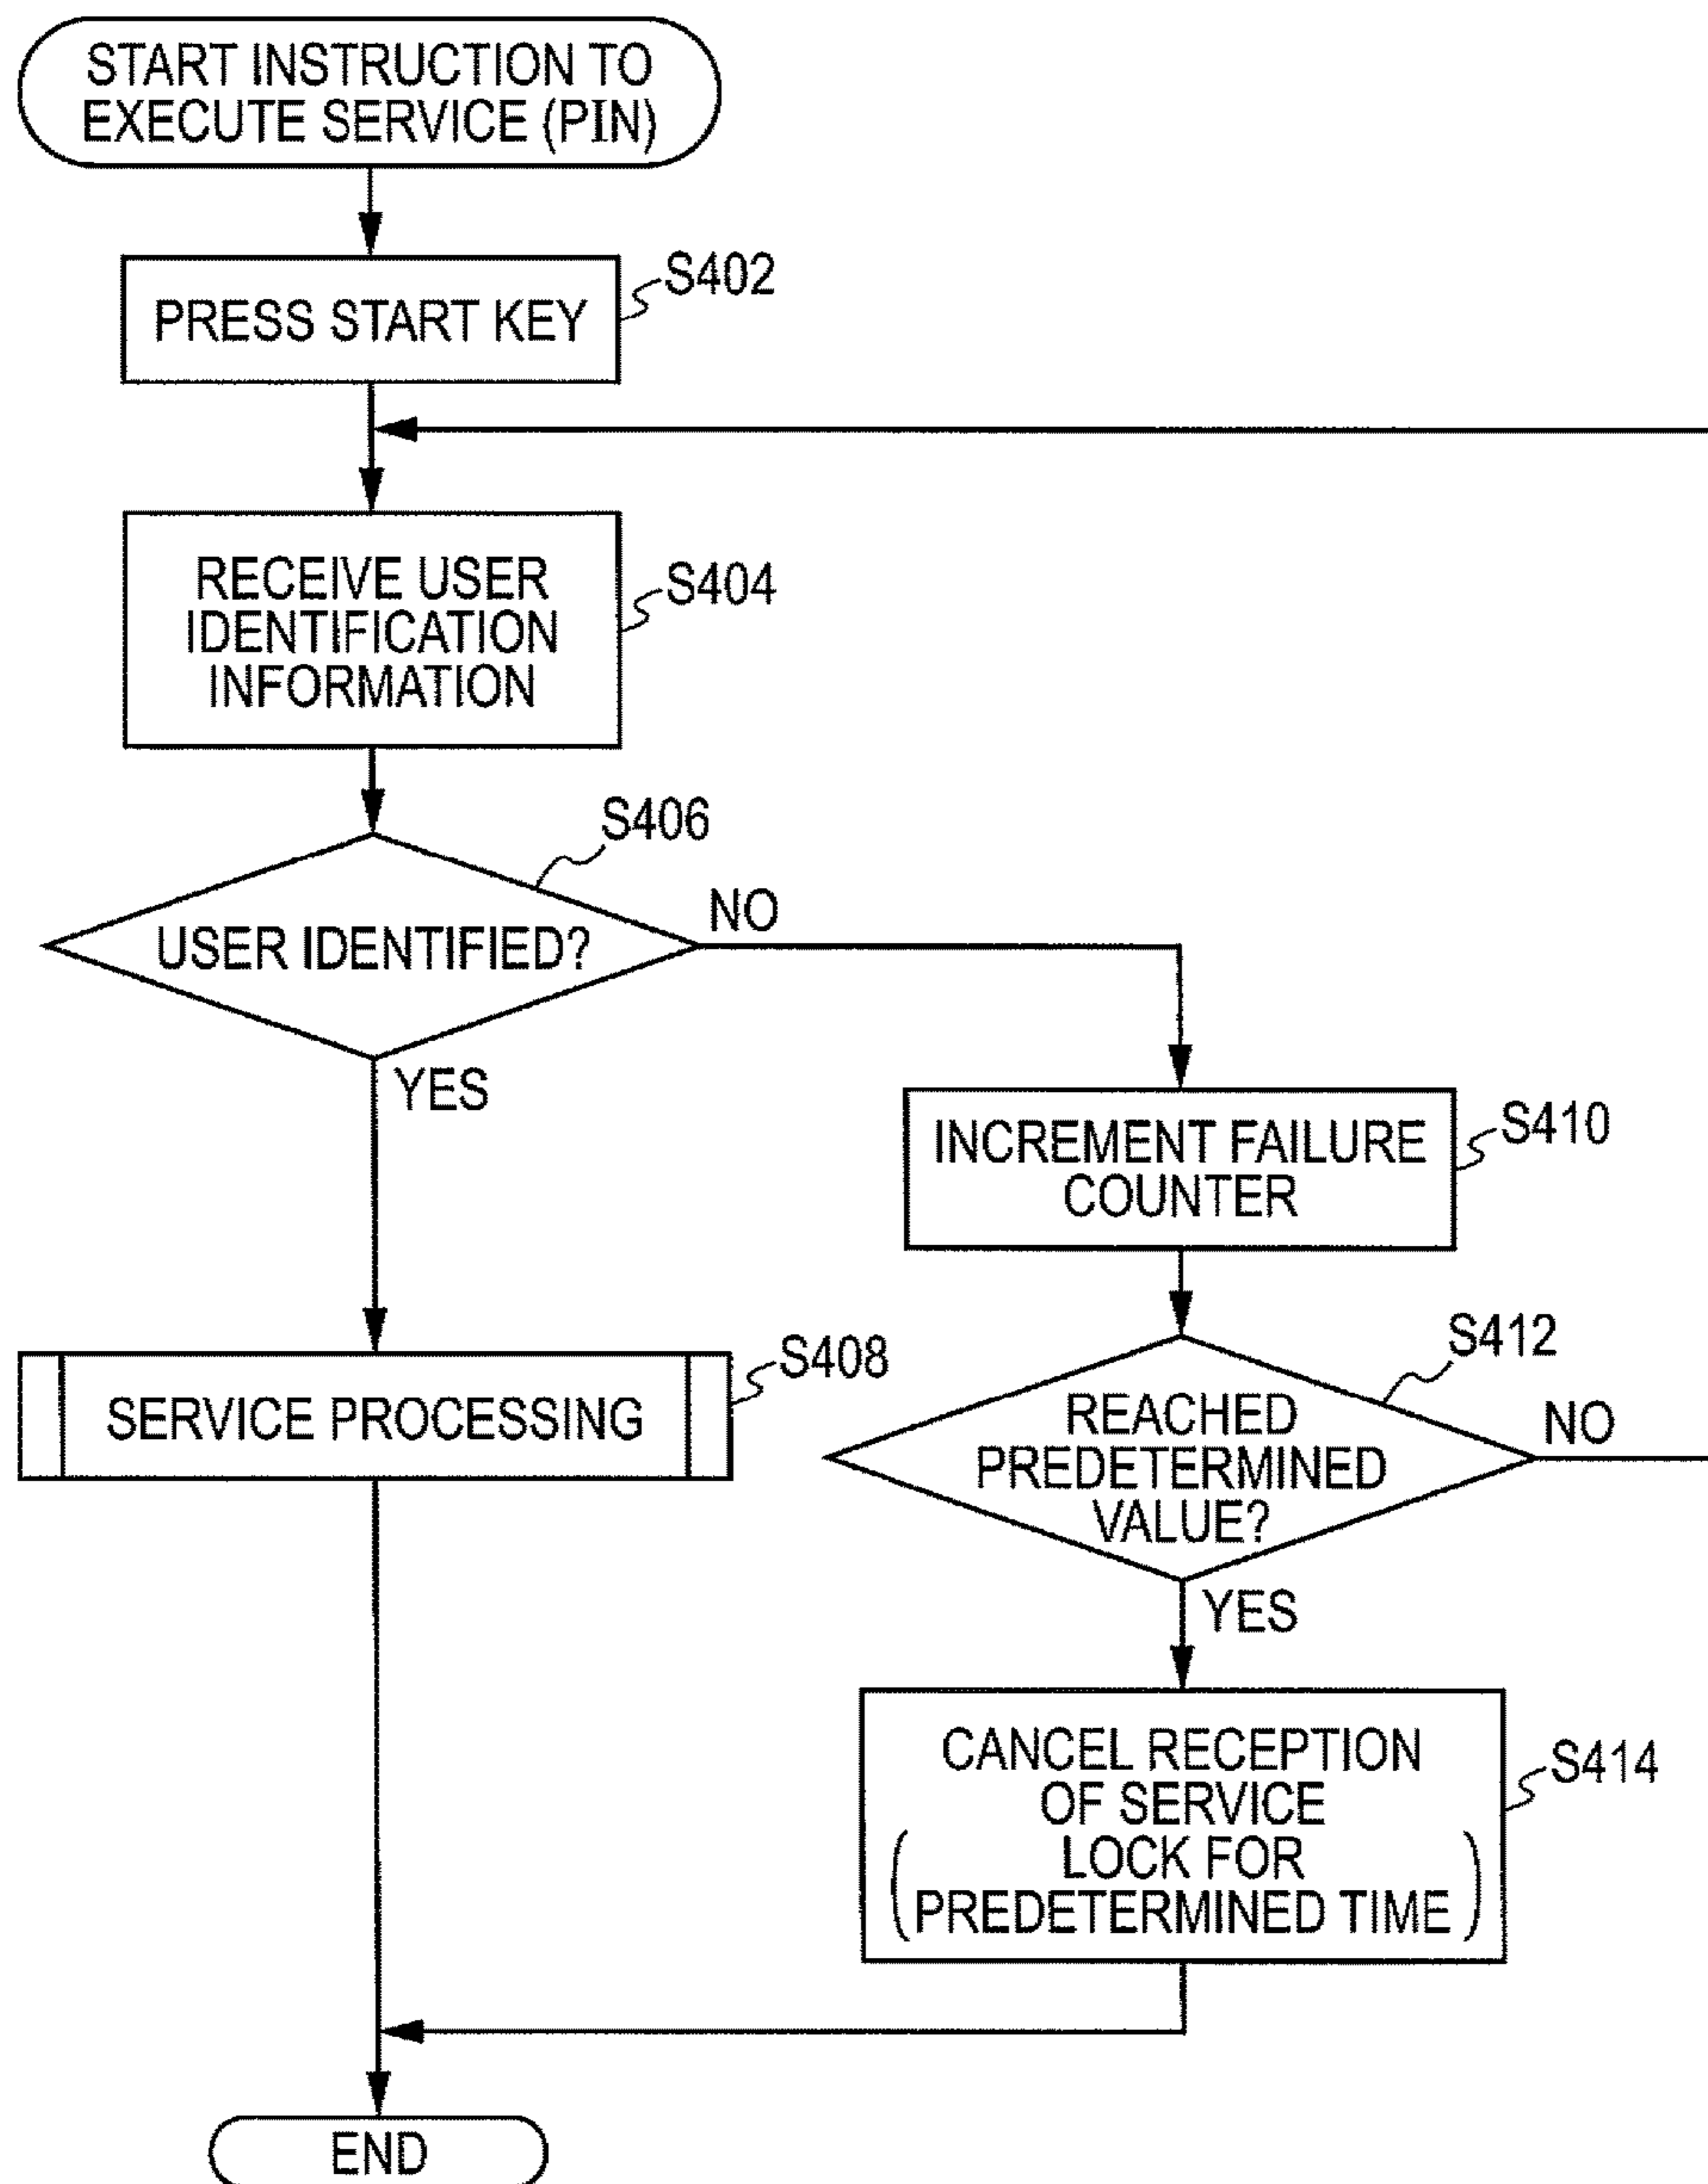 START INSTRUCTION TO
EXECUTE SERVICE (PIN)
S402
PRESS START KEY
RECEIVE USER
IDENTIFICATION
INFORMATION
S404
S406
USER IDENTIFIED?
NO
YES
INCREMENT FAILURE
COUNTER
S410
SERVICE PROCESSING
S408
S412
REACHED
PREDETERMINED
VALUE?
NO
YES
CANCEL RECEPTION
OF SERVICE
(LOCK FOR
PREDETERMINED TIME)
S414
END